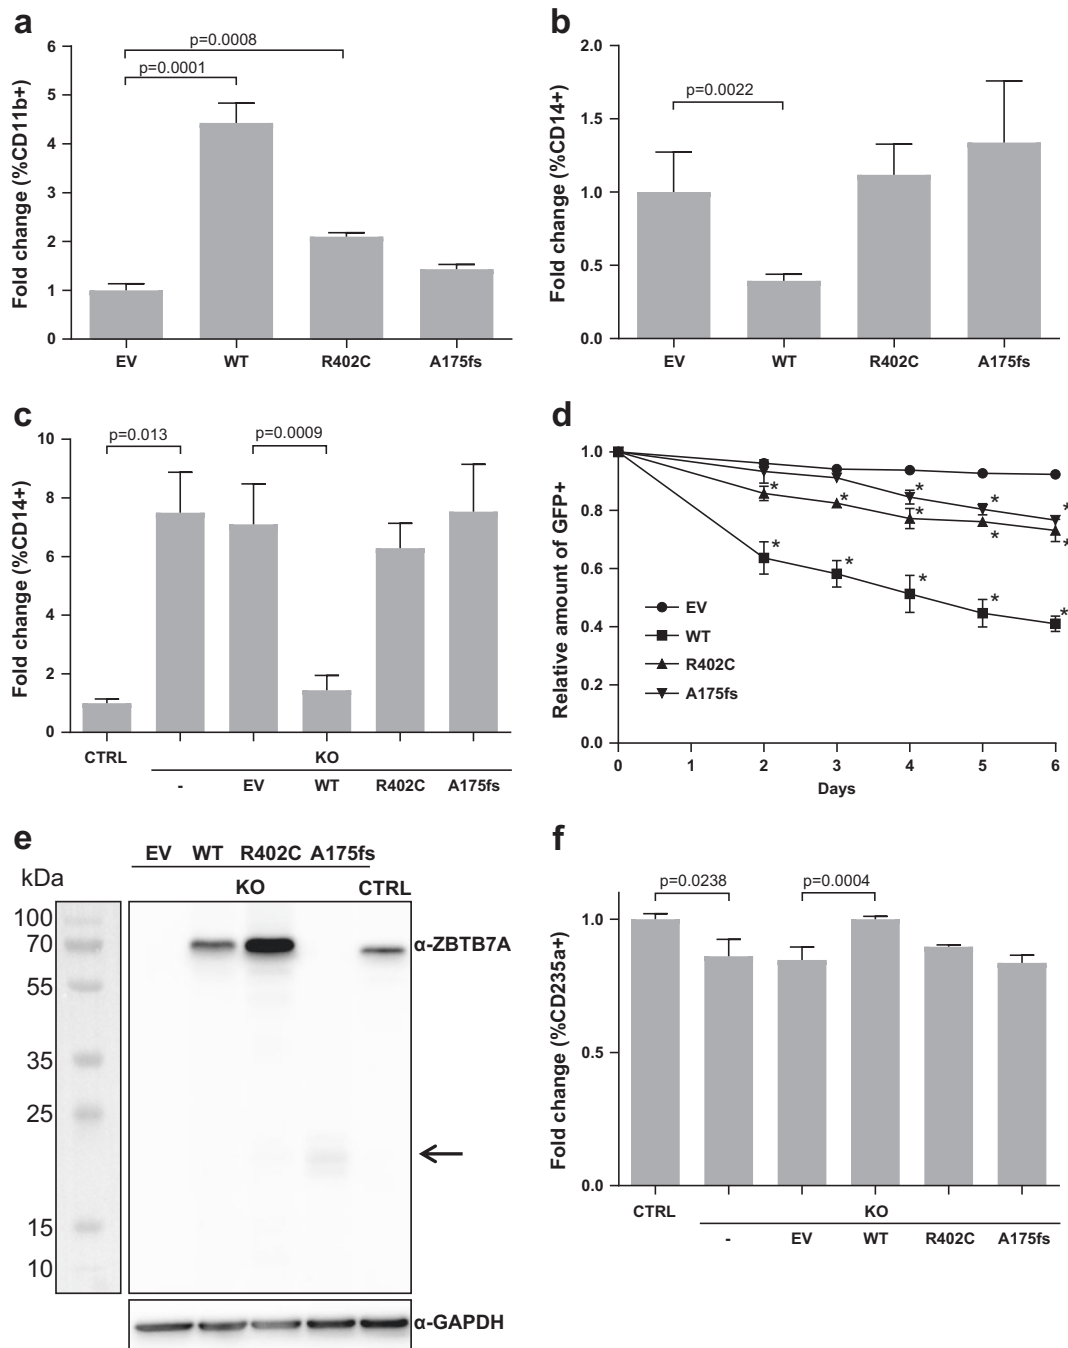 a
p=0.0008
p=0.0001
Fold change (%CD11b+)
6
5
4
3
2
1
0
EV WT R402C A175fs
b
p=0.0022
Fold change (%CD14+)
2.0
1.5
1.0
0.5
0.0
EV WT R402C A175fs
c
p=0.013 p=0.0009
Fold change (%CD14+)
10
8
6
4
2
0
CTRL KO
- EV WT R402C A175fs
d
Relative amount of GFP+
1.0
0.8
0.6
0.4
0.2
0.0
* * * * *
* * *
* * * * *
EV
WT
R402C
A175fs
0 1 2 3 4 5 6
Days
e
EV WT R402C A175fs
kDa KO CTRL
100
70
55
35
25
15
10
α-ZBTB7A
α-GAPDH
f
p=0.0238 p=0.0004
Fold change (%CD235a+)
1.0
0.5
0.0
CTRL KO
- EV WT R402C A175fs